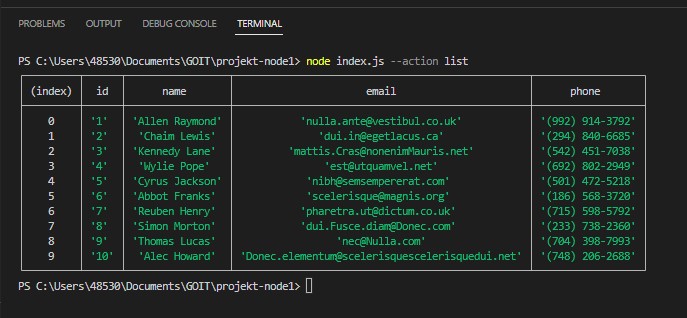 PROBLEMS OUTPUT DEBUG CONSOLE TERMINAL
PS C:\Users\48530\Documents\GOIT\projekt-node1> node index.js --action list
(index) id name email phone
0 '1' 'Allen Raymond' 'nulla.ante@vestibul.co.uk' '(992) 914-3792'
1 '2' 'Chaim Lewis' 'dui.in@egetlacus.ca' '(294) 840-6685'
2 '3' 'Kennedy Lane' 'mattis.Cras@nonenimMauris.net' '(542) 451-7038'
3 '4' 'Wylie Pope' 'est@utquamvel.net' '(692) 802-2949'
4 '5' 'Cyrus Jackson' 'nibh@semsempererat.com' '(501) 472-5218'
5 '6' 'Abbot Franks' 'scelerisque@magnis.org' '(186) 568-3720'
6 '7' 'Reuben Henry' 'pharetra.ut@dictum.co.uk' '(715) 598-5792'
7 '8' 'Simon Morton' 'dui.Fusce.diam@Donec.com' '(233) 738-2360'
8 '9' 'Thomas Lucas' 'nec@Nulla.com' '(704) 398-7993'
9 '10' 'Alec Howard' 'Donec.elementum@scelerisquescelerisquedui.net' '(748) 206-2688'
PS C:\Users\48530\Documents\GOIT\projekt-node1>